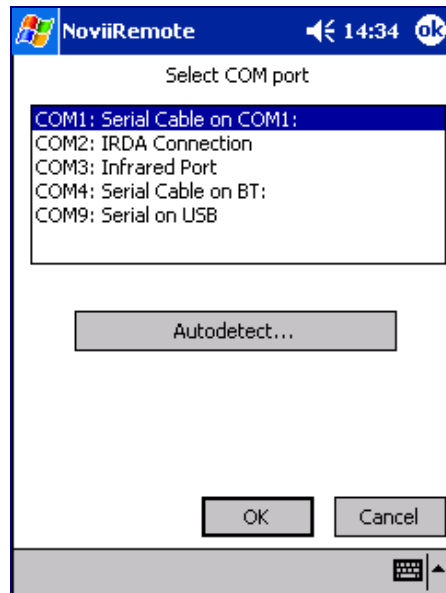 NoviiRemote 14:34 ok
Select COM port
COM1: Serial Cable on COM1:
COM2: IRDA Connection
COM3: Infrared Port
COM4: Serial Cable on BT:
COM9: Serial on USB
Autodetect...
OK Cancel